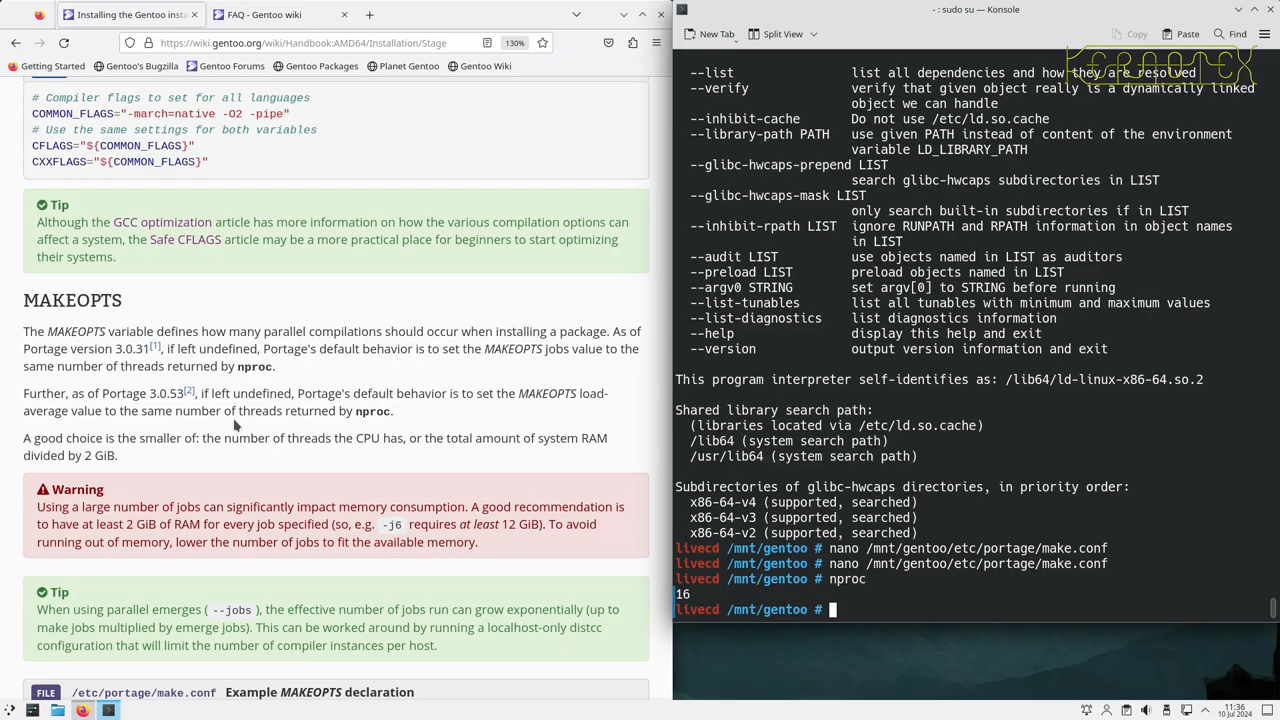 Installing the Gentoo inst
FAQ - Gentoo wiki
https://wiki.gentoo.org/wiki/Handbook:AMD64/Installation/Stage
130%
Getting Started
Gentoo's Bugzilla
Gentoo Forums
Gentoo Packages
Planet Gentoo
Gentoo Wiki
# Compiler flags to set for all languages
COMMON_FLAGS="-march=native -O2 -pipe"
# Use the same settings for both variables
CFLAGS="${COMMON_FLAGS}"
CXXFLAGS="${COMMON_FLAGS}"
Tip
Although the GCC optimization article has more information on how the various compilation options can
affect a system, the Safe CFLAGS article may be a more practical place for beginners to start optimizing
their systems.
MAKEOPTS
The MAKEOPTS variable defines how many parallel compilations should occur when installing a package. As of
Portage version 3.0.31[1], if left undefined, Portage's default behavior is to set the MAKEOPTS jobs value to the
same number of threads returned by nproc.
Further, as of Portage 3.0.53[2], if left undefined, Portage's default behavior is to set the MAKEOPTS load-
average value to the same number of threads returned by nproc.
A good choice is the smaller of: the number of threads the CPU has, or the total amount of system RAM
divided by 2 GiB.
Warning
Using a large number of jobs can significantly impact memory consumption. A good recommendation is
to have at least 2 GiB of RAM for every job specified (so, e.g. -j6 requires at least 12 GiB). To avoid
running out of memory, lower the number of jobs to fit the available memory.
Tip
When using parallel emerges ( --jobs ), the effective number of jobs run can grow exponentially (up to
make jobs multiplied by emerge jobs). This can be worked around by running a localhost-only distcc
configuration that will limit the number of compiler instances per host.
FILE /etc/portage/make.conf Example MAKEOPTS declaration
- : sudo su — Konsole
New Tab
Split View
Copy
Paste
Find
KERNOTEX
--list list all dependencies and how they are resolved
--verify verify that given object really is a dynamically linked
object we can handle
--inhibit-cache Do not use /etc/ld.so.cache
--library-path PATH use given PATH instead of content of the environment
variable LD_LIBRARY_PATH
--glibc-hwcaps-prepend LIST
search glibc-hwcaps subdirectories in LIST
--glibc-hwcaps-mask LIST
only search built-in subdirectories if in LIST
--inhibit-rpath LIST ignore RUNPATH and RPATH information in object names
in LIST
--audit LIST use objects named in LIST as auditors
--preload LIST preload objects named in LIST
--argv0 STRING set argv[0] to STRING before running
--list-tunables list all tunables with minimum and maximum values
--list-diagnostics list diagnostics information
--help display this help and exit
--version output version information and exit
This program interpreter self-identifies as: /lib64/ld-linux-x86-64.so.2
Shared library search path:
(libraries located via /etc/ld.so.cache)
/lib64 (system search path)
/usr/lib64 (system search path)
Subdirectories of glibc-hwcaps directories, in priority order:
x86-64-v4 (supported, searched)
x86-64-v3 (supported, searched)
x86-64-v2 (supported, searched)
livecd /mnt/gentoo # nano /mnt/gentoo/etc/portage/make.conf
livecd /mnt/gentoo # nano /mnt/gentoo/etc/portage/make.conf
livecd /mnt/gentoo # nproc
16
livecd /mnt/gentoo #
11:36
10 Jul 2024